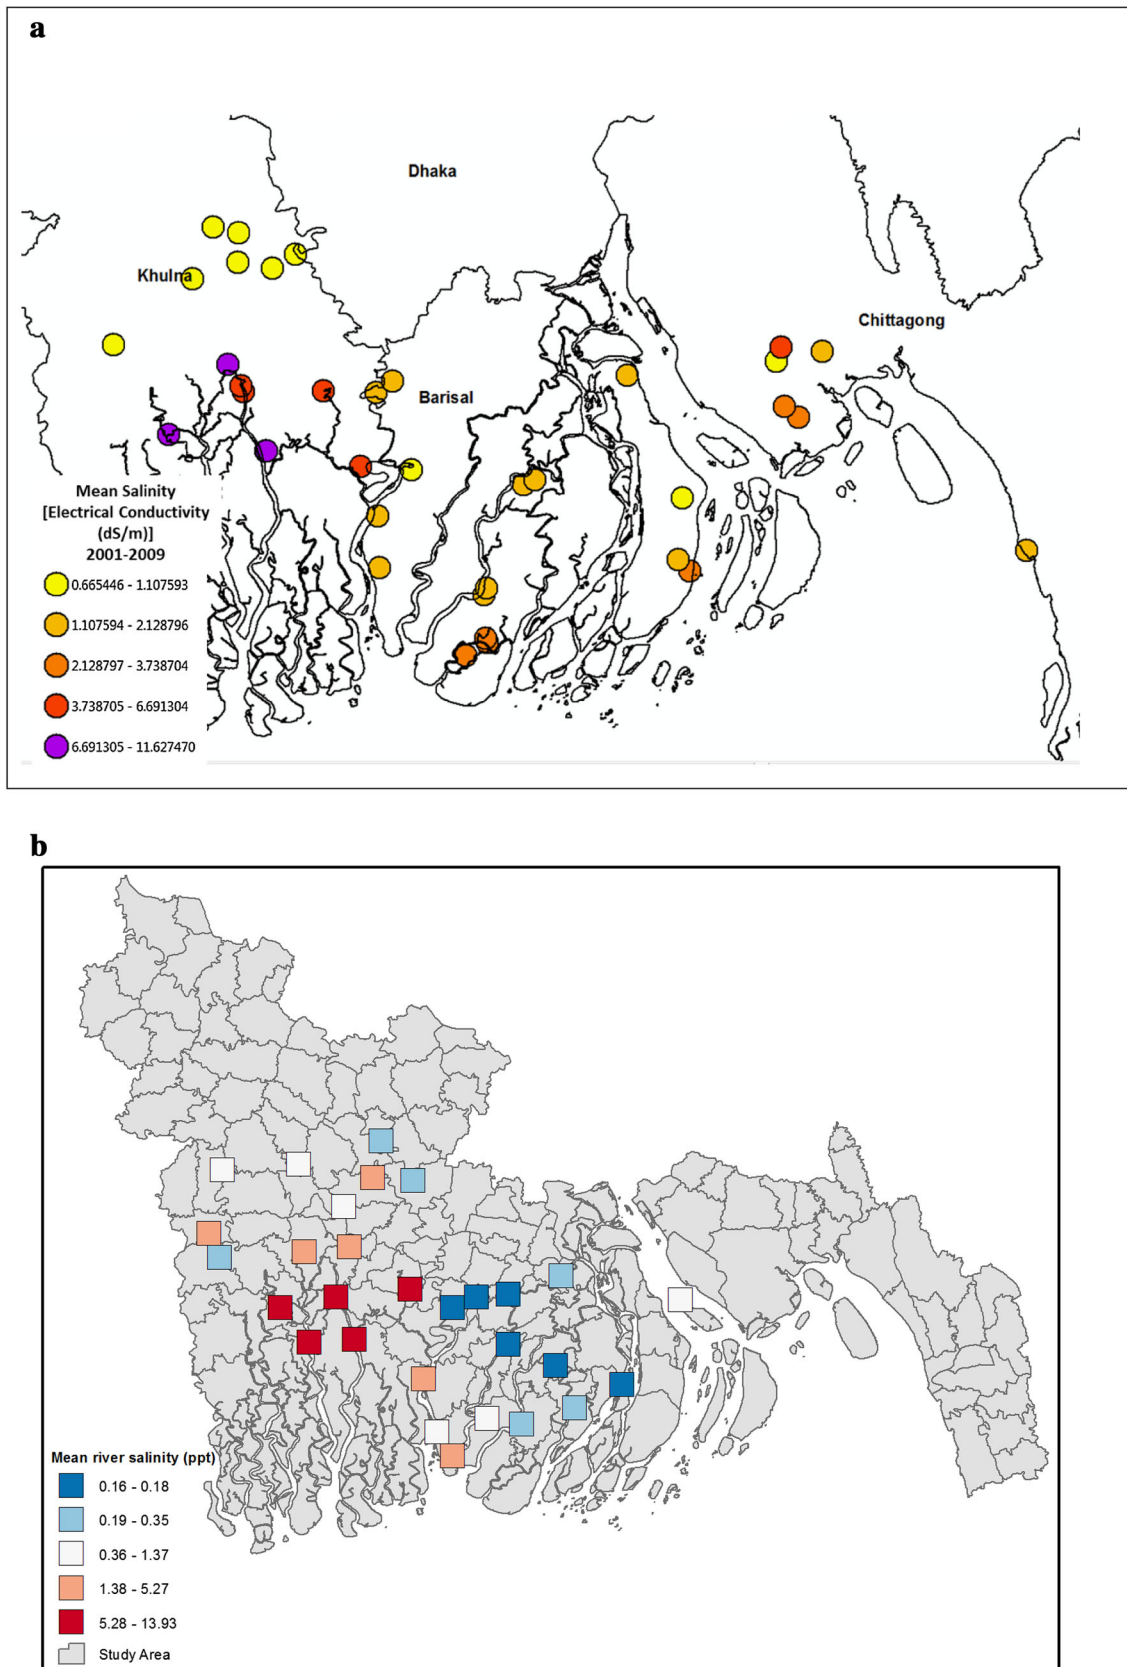 a
Dhaka
Khulna
Chittagong
Barisal
Mean Salinity
[Electrical Conductivity
(dS/m)]
2001-2009
0.665446 - 1.107593
1.107594 - 2.128796
2.128797 - 3.738704
3.738705 - 6.691304
6.691305 - 11.627470
b
Mean river salinity (ppt)
0.16 - 0.18
0.19 - 0.35
0.36 - 1.37
1.38 - 5.27
5.28 - 13.93
Study Area